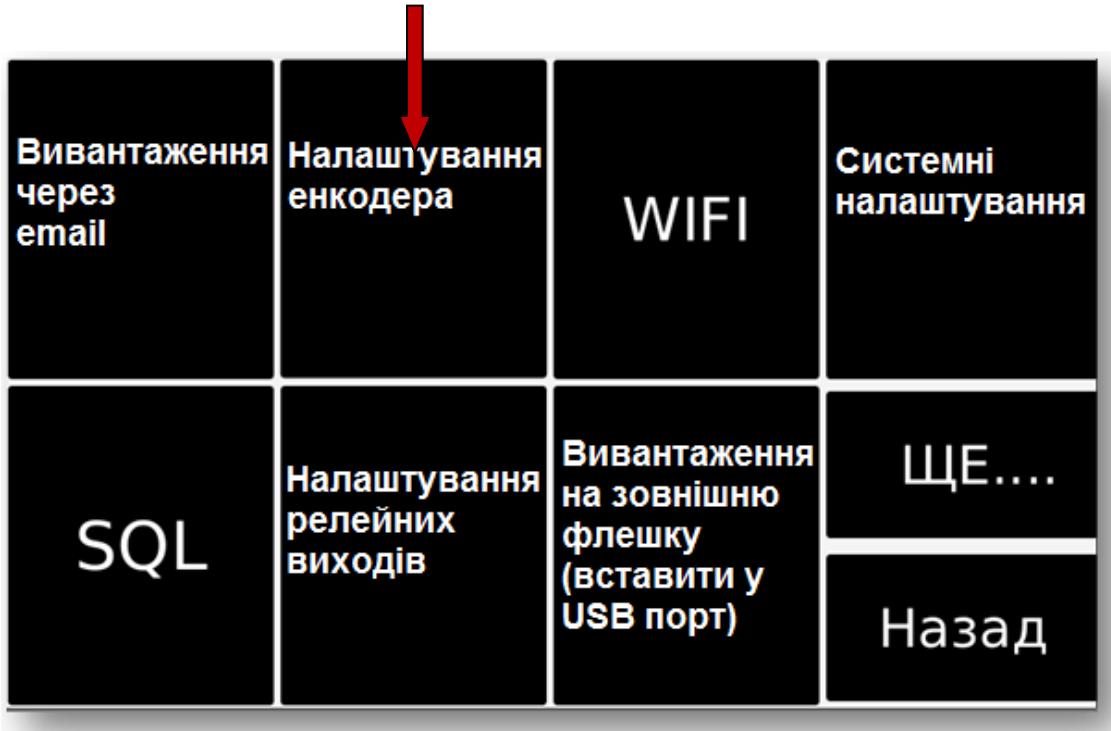 Вивантаження
через
email
Налаштування
енкодера
WIFI
Системні
налаштування
SQL
Налаштування
релейних
виходів
Вивантаження
на зовнішню
флешку
(вставити у
USB порт)
ЩЕ....
Назад